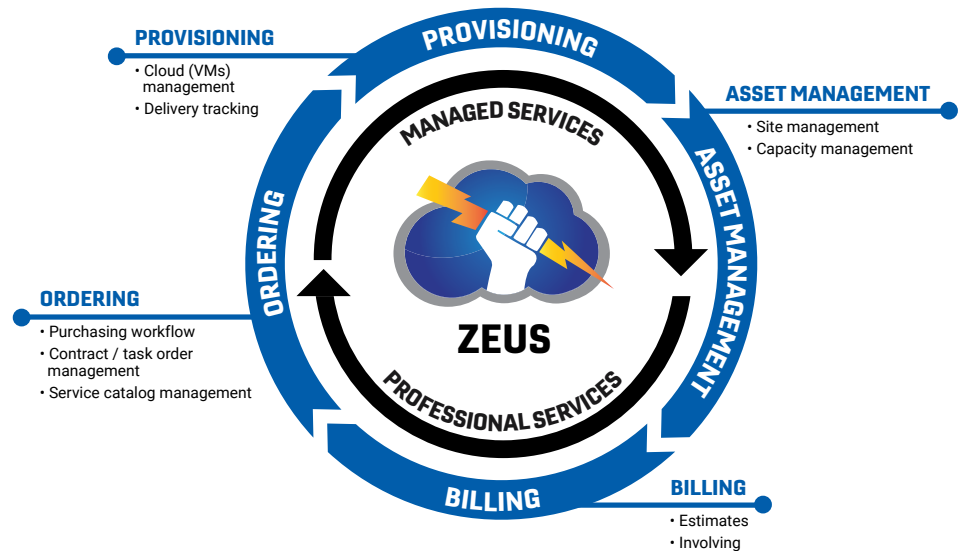 PROVISIONING
• Cloud (VMs)
management
• Delivery tracking
PROVISIONING
ASSET MANAGEMENT
• Site management
• Capacity management
MANAGED SERVICES
ASSET MANAGEMENT
ORDERING
ZEUS
ORDERING
• Purchasing workflow
• Contract / task order
management
• Service catalog management
PROFESSIONAL SERVICES
BILLING
BILLING
• Estimates
• Involving